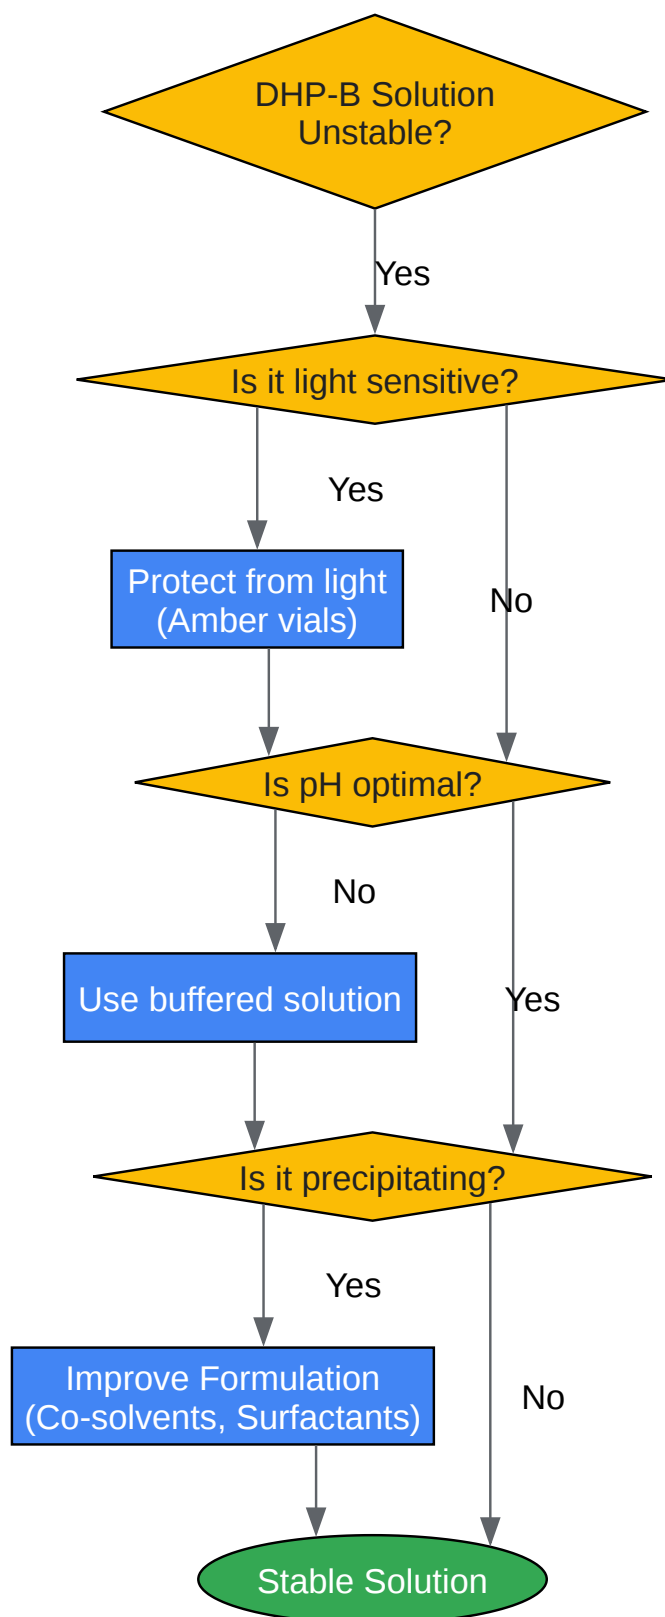 DHP-B Solution
Unstable?
Yes
Is it light sensitive?
Yes
Protect from light
(Amber vials)
No
Is pH optimal?
No
Use buffered solution
Yes
Is it precipitating?
Yes
Improve Formulation
(Co-solvents, Surfactants)
No
Stable Solution